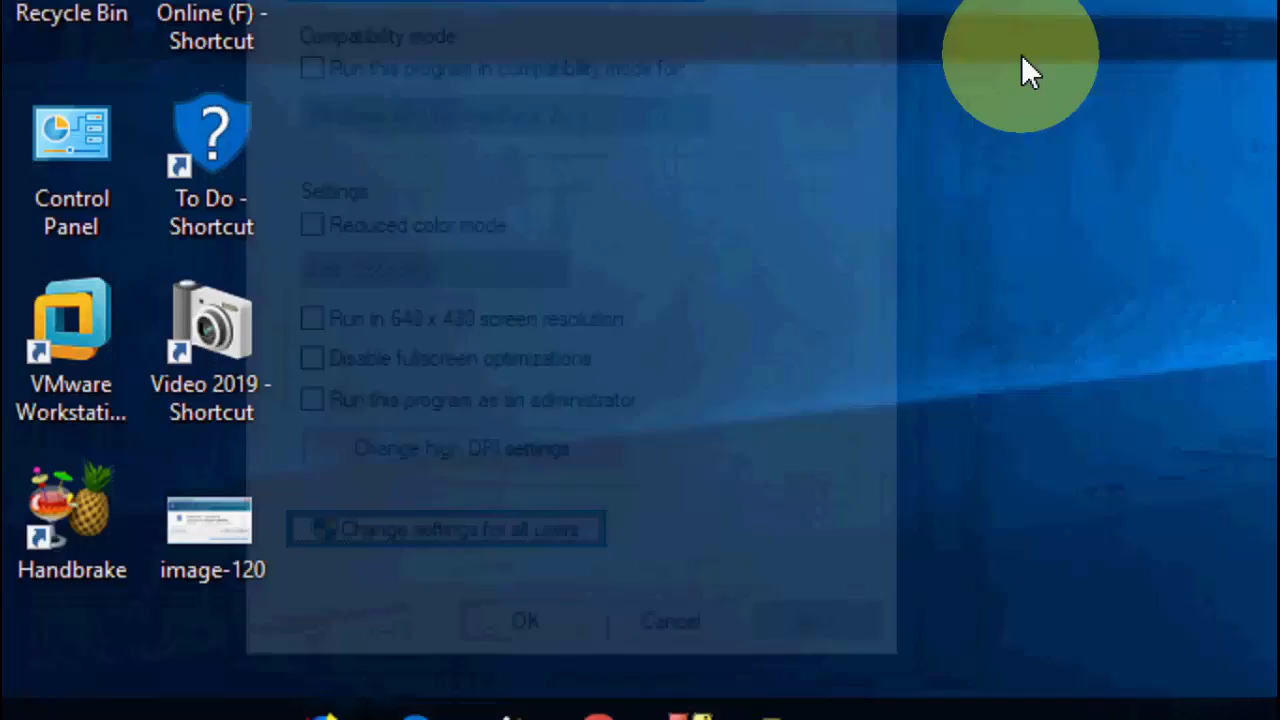 Recycle Bin
Online (F) -
Shortcut
Control
Panel
To Do -
Shortcut
VMware
Workstati...
Video 2019 -
Shortcut
Handbrake
image-120
Compatibility mode
Run this program in compatibility mode for
Settings
Reduced color mode
Run in 640 x 480 screen resolution
Disable fullscreen optimizations
Run this program as an administrator
Change high DPI settings
Change settings for all users
OK
Cancel